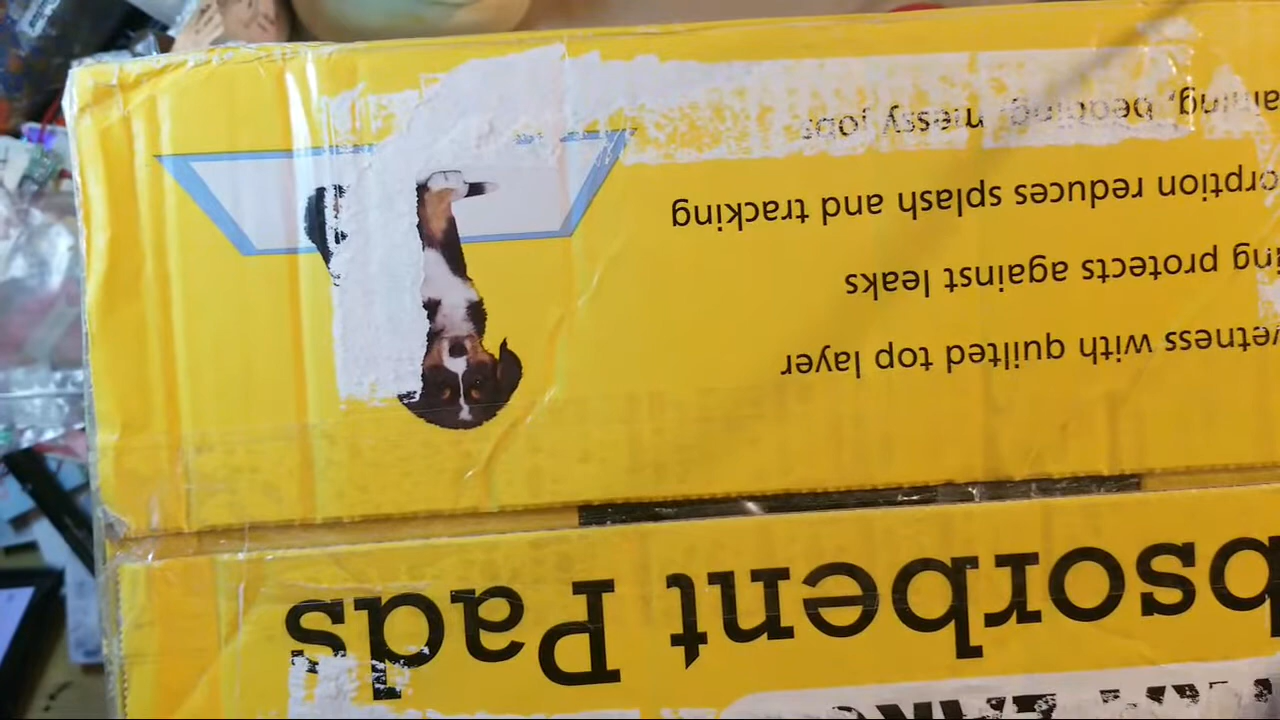 bsorbent Pads
etness with quilted top layer
ng protects against leaks
orption reduces splash and tracking
aining, bedding, messy jobs